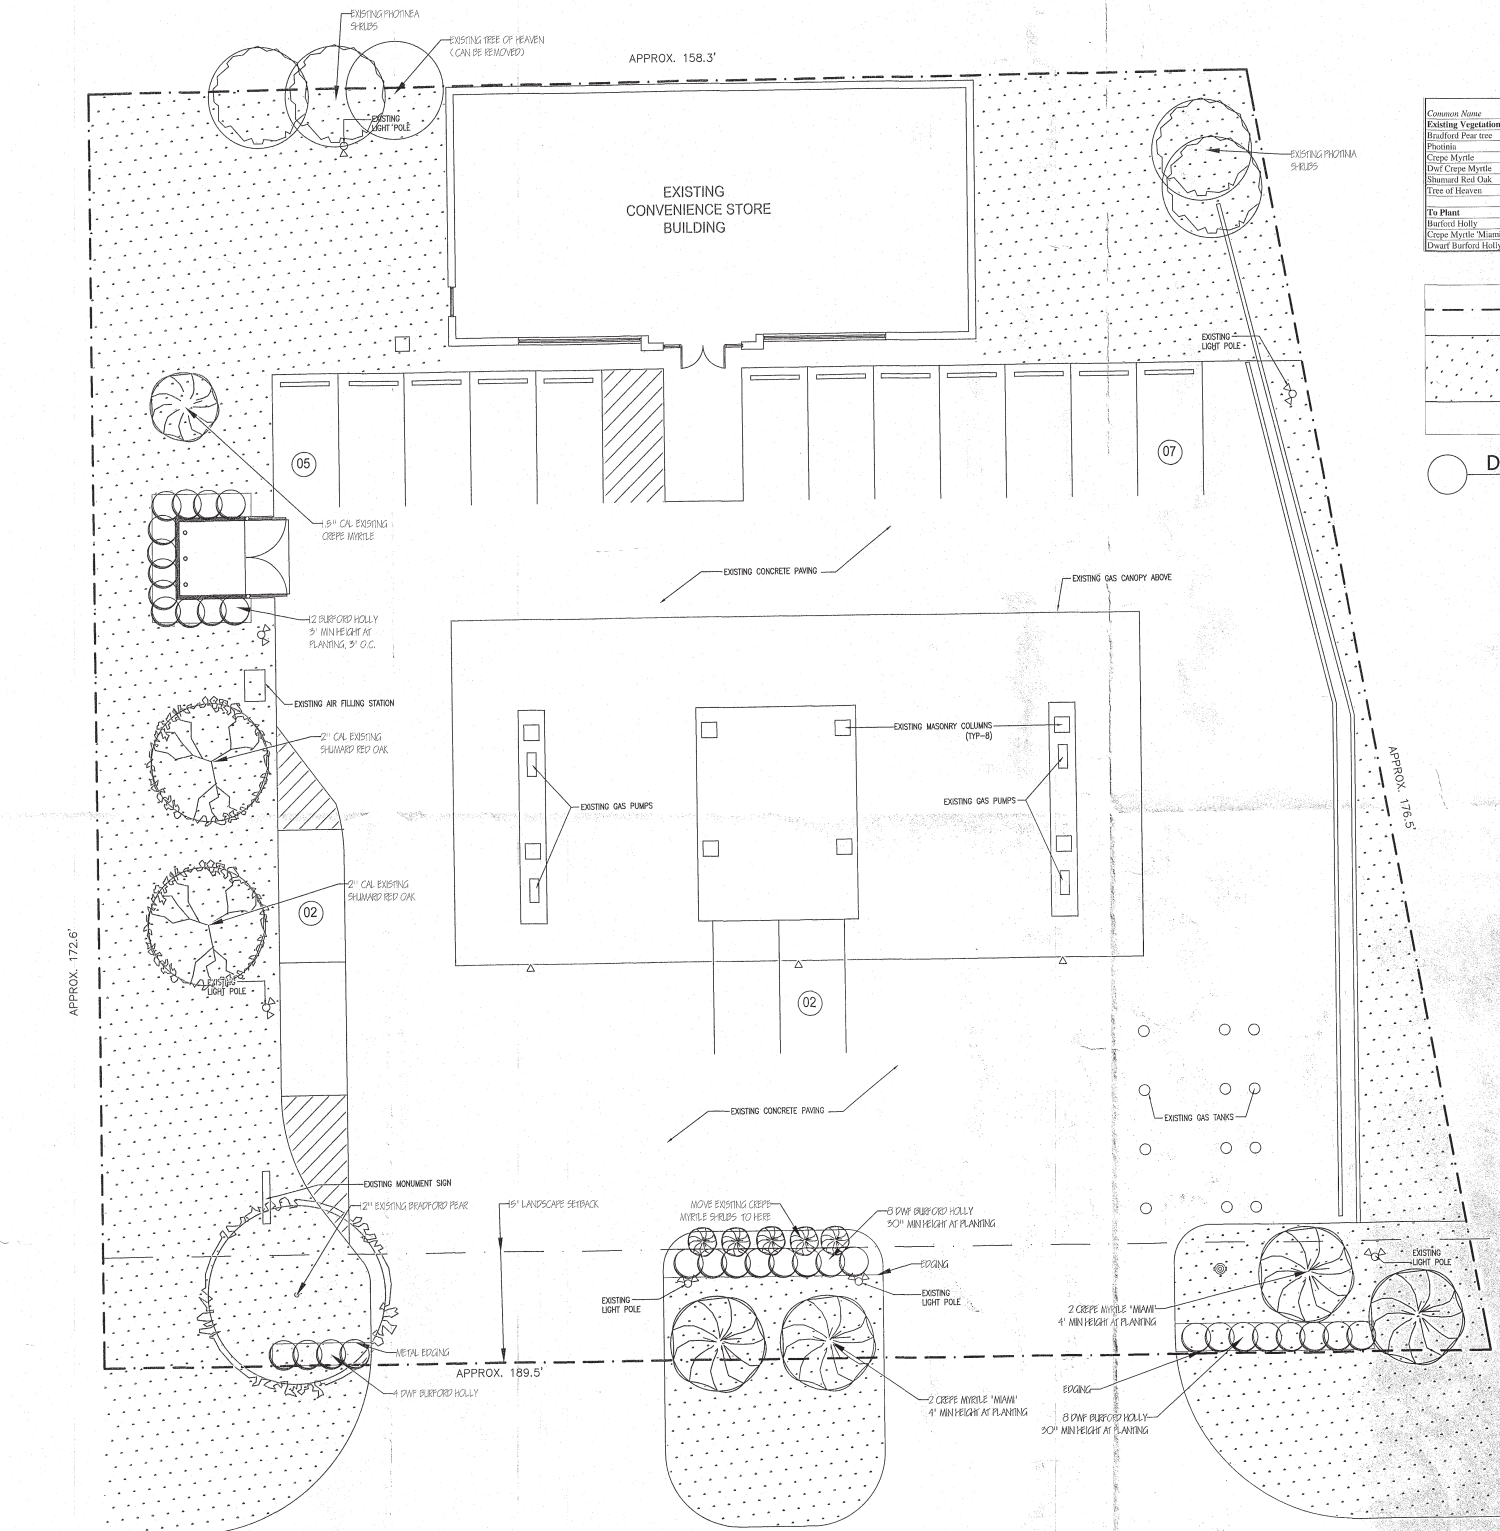 EXISTING PHOTINEA
SHRUBS
EXISTING TREE OF HEAVEN
(CAN BE REMOVED)
APPROX. 158.3'
EXISTING
LIGHT POLE
EXISTING
CONVENIENCE STORE
BUILDING
EXISTING PHOTINIA
SHRUBS
Common Name
Existing Vegetation
Bradford Pear tree
Photinia
Crepe Myrtle
Dwf Crepe Myrtle
Shumard Red Oak
Tree of Heaven
To Plant
Burford Holly
Crepe Myrtle 'Miami
Dwarf Burford Holly
EXISTING
LIGHT POLE
05
07
D
1.5" CAL EXISTING
CREPE MYRTLE
EXISTING CONCRETE PAVING
EXISTING GAS CANOPY ABOVE
12 BURFORD HOLLY
3' MIN HEIGHT AT
PLANTING, 3' O.C.
EXISTING AIR FILLING STATION
2" CAL EXISTING
SHUMARD RED OAK
EXISTING MASONRY COLUMNS
(TYP-8)
EXISTING GAS PUMPS
EXISTING GAS PUMPS
APPROX. 176.5'
2" CAL EXISTING
SHUMARD RED OAK
02
APPROX. 172.6'
EXISTING
LIGHT POLE
02
EXISTING CONCRETE PAVING
EXISTING GAS TANKS
EXISTING MONUMENT SIGN
12" EXISTING BRADFORD PEAR
15' LANDSCAPE SETBACK
MOVE EXISTING CREPE
MYRTLE SHRUBS TO HERE
8 DWF BURFORD HOLLY
30" MIN HEIGHT AT PLANTING
EDGING
EXISTING
LIGHT POLE
EXISTING
LIGHT POLE
EXISTING
LIGHT POLE
2 CREPE MYRTLE 'MIAMI'
4' MIN HEIGHT AT PLANTING
METAL EDGING
APPROX. 189.5'
4 DWF BURFORD HOLLY
2 CREPE MYRTLE 'MIAMI'
4' MIN HEIGHT AT PLANTING
EDGING
8 DWF BURFORD HOLLY
30" MIN HEIGHT AT PLANTING